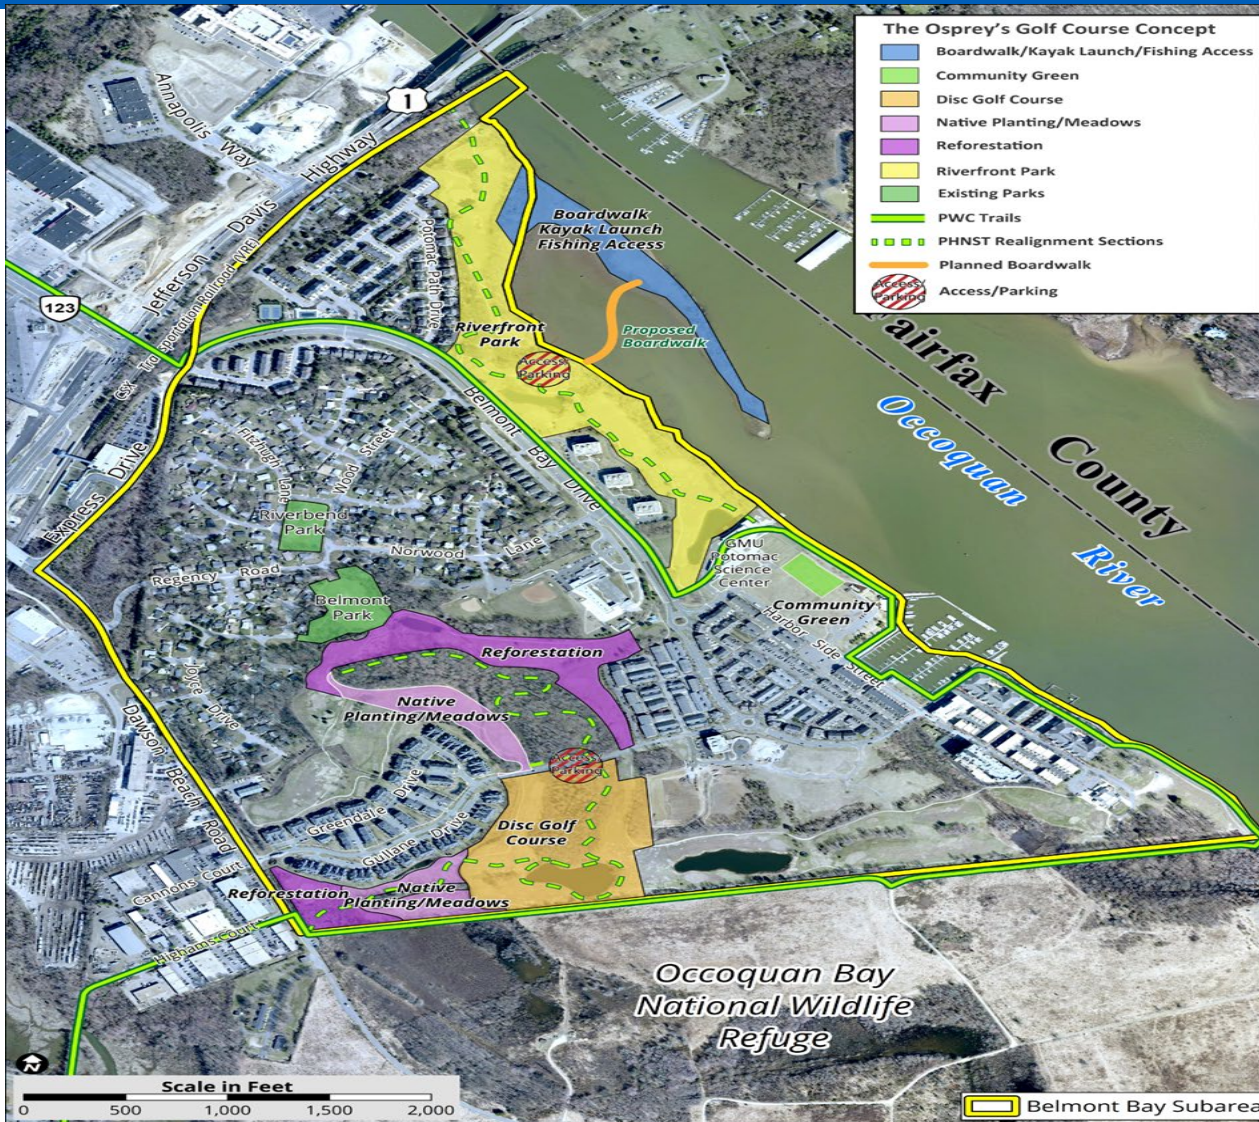 The Osprey's Golf Course Concept
Boardwalk/Kayak Launch/Fishing Access
Community Green
Disc Golf Course
Native Planting/Meadows
Reforestation
Riverfront Park
Existing Parks
PWC Trails
PHNST Realignment Sections
Planned Boardwalk
Access/
Parking
Access/Parking
Annapolis Way
1
Jefferson Davis Highway
CSX Transportation Railroad (VRE)
123
Potomac Path Drive
Boardwalk
Kayak Launch
Fishing Access
Riverfront
Park
Proposed
Boardwalk
Access/
Parking
Fairfax County
Occoquan River
Belmont Bay Drive
Express Drive
Fitzhugh Lane
Wood Street
Riverbend
Park
Norwood Lane
Regency Road
Belmont
Park
GMU
Potomac
Science
Center
Community
Green
Harbor Side Street
Reforestation
Joyce Drive
Native
Planting/Meadows
Access/
Parking
Dawson Beach Road
Greendale Drive
Gullane Drive
Disc Golf
Course
Cannons Court
Reforestation
Native
Planting/Meadows
Highams Court
Occoquan Bay
National Wildlife
Refuge
N
Scale in Feet
0 500 1,000 1,500 2,000
Belmont Bay Subarea